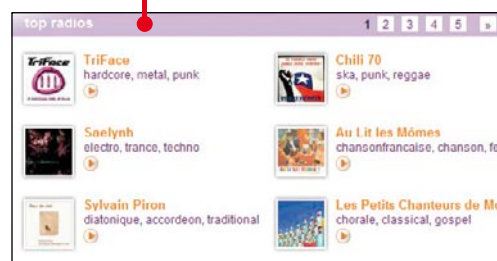 top radios
1 2 3 4 5 »
TriFace
TriFace
hardcore, metal, punk
Chili 70
ska, punk, reggae
Saelynh
electro, trance, techno
Au Lit les Mômes
chansonfrancaise, chanson, fe
Sylvain Piron
diatonique, accordeon, traditional
Les Petits Chanteurs de Mo
chorale, classical, gospel